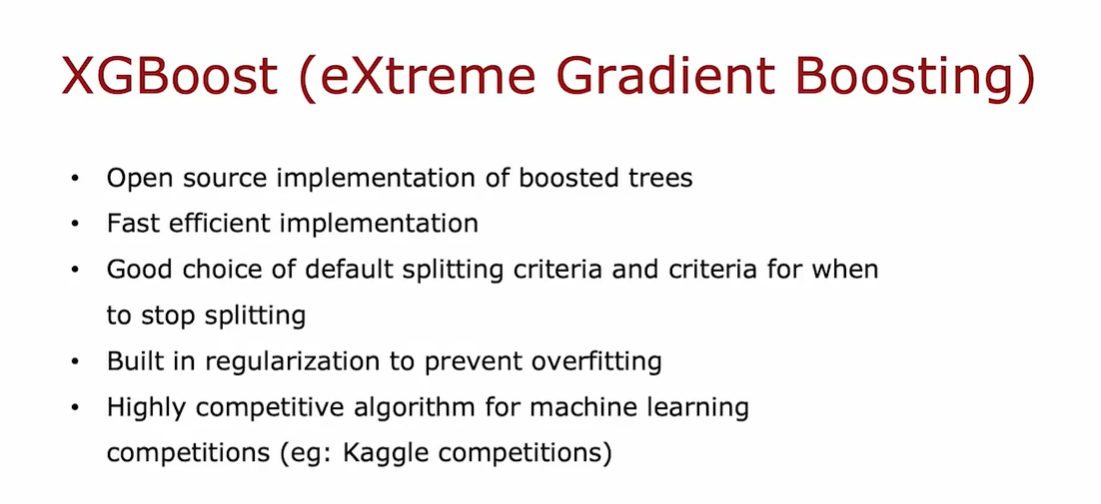 XGBoost (eXtreme Gradient Boosting)
• Open source implementation of boosted trees
• Fast efficient implementation
• Good choice of default splitting criteria and criteria for when
to stop splitting
• Built in regularization to prevent overfitting
• Highly competitive algorithm for machine learning
competitions (eg: Kaggle competitions)